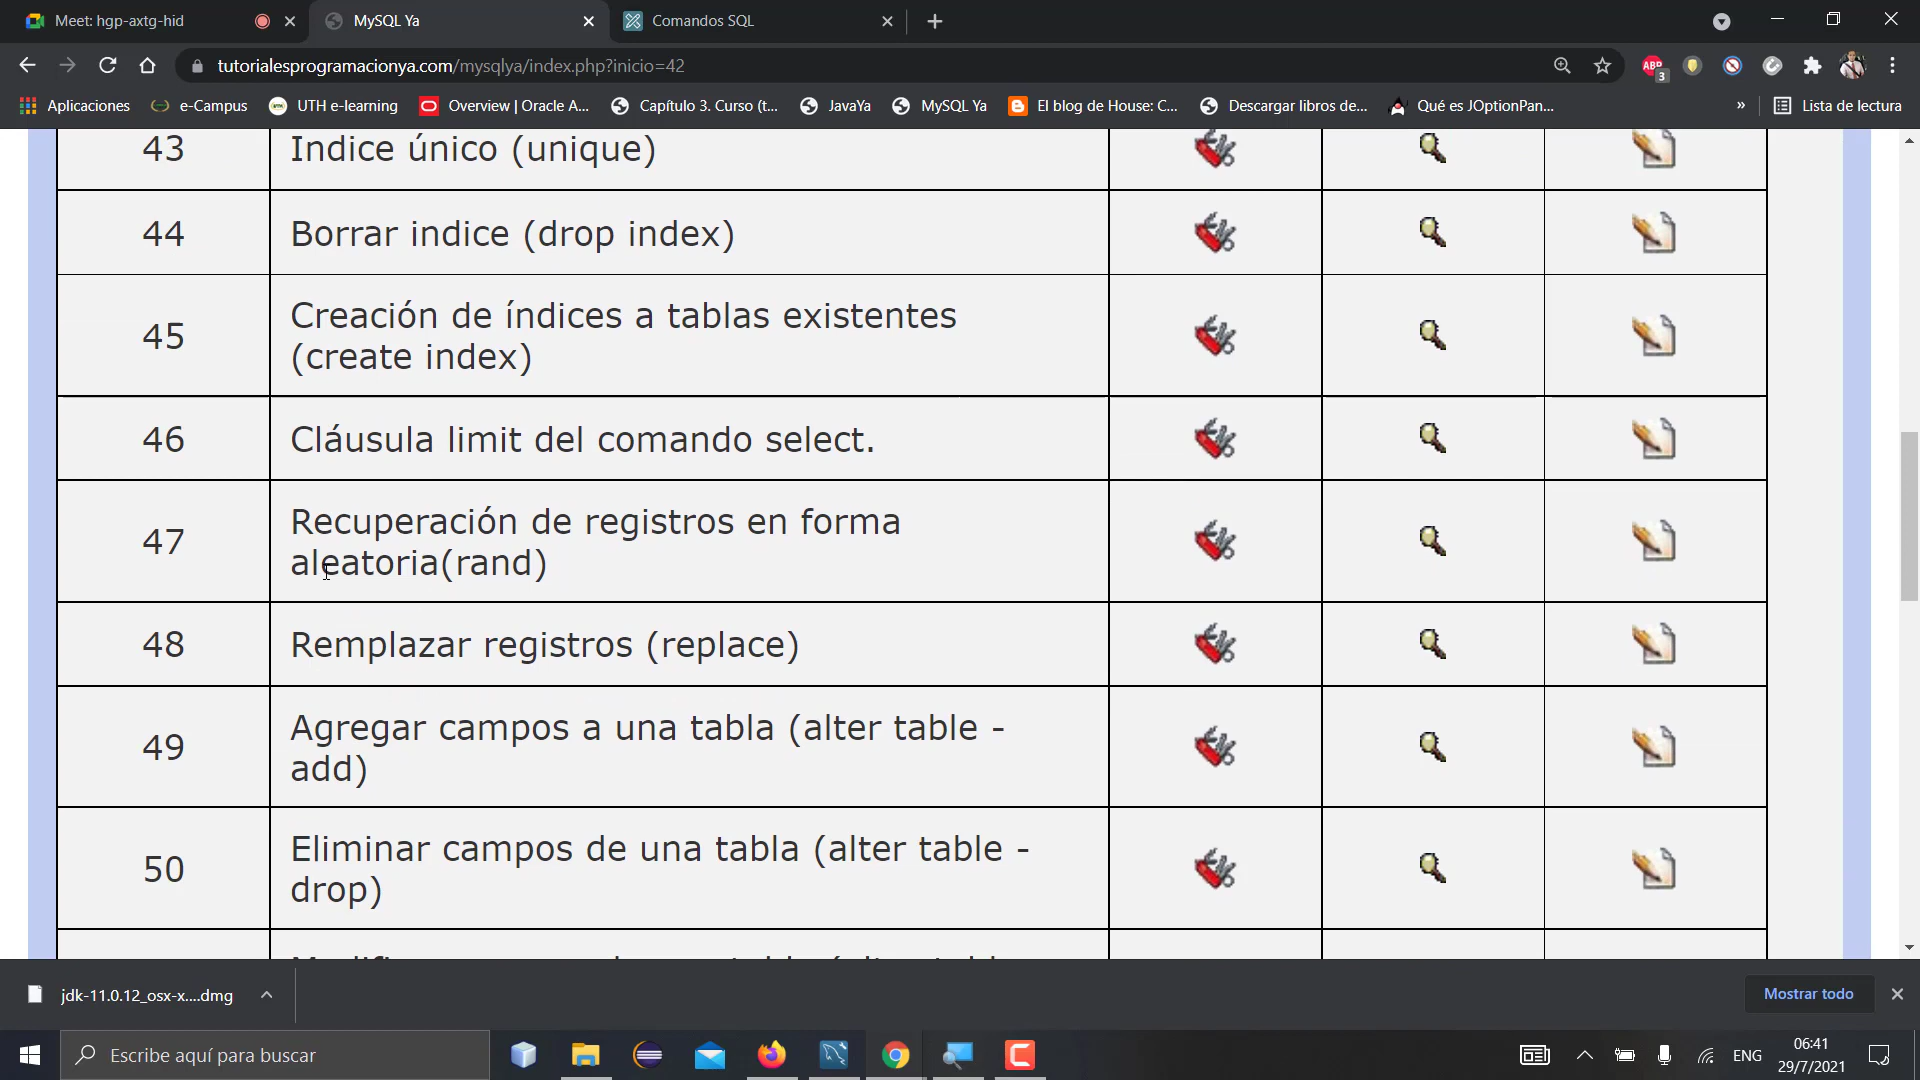 Meet: hgp-axtg-hid
MySQL Ya
Comandos SQL
tutorialesprogramacionya.com/mysqlya/index.php?inicio=42
ABP
3
Aplicaciones
e-Campus
UTH e-learning
Overview | Oracle A...
Capítulo 3. Curso (t...
JavaYa
MySQL Ya
El blog de House: C...
Descargar libros de...
Qué es JOptionPan...
»
Lista de lectura
43
Indice único (unique)
44
Borrar indice (drop index)
45
Creación de índices a tablas existentes
(create index)
46
Cláusula limit del comando select.
47
Recuperación de registros en forma
aleatoria(rand)
48
Remplazar registros (replace)
49
Agregar campos a una tabla (alter table -
add)
50
Eliminar campos de una tabla (alter table -
drop)
jdk-11.0.12_osx-x....dmg
Mostrar todo
Escribe aquí para buscar
ENG
06:41
29/7/2021